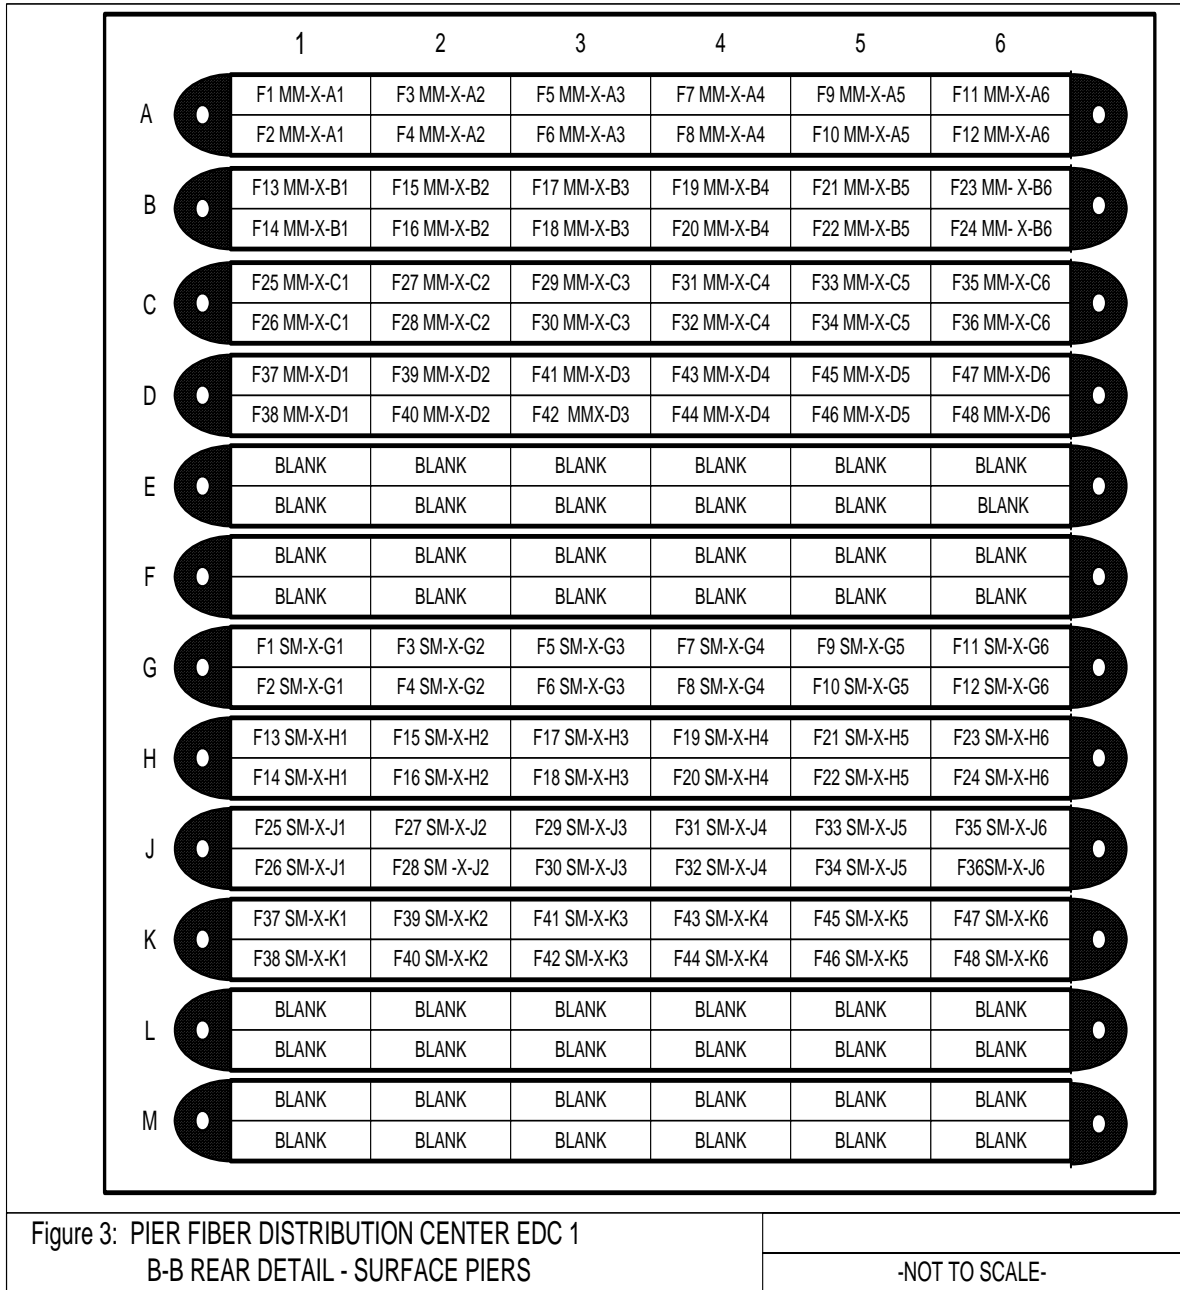 1 2 3 4 5 6
F1 MM-X-A1 F3 MM-X-A2 F5 MM-X-A3 F7 MM-X-A4 F9 MM-X-A5 F11 MM-X-A6
A
F2 MM-X-A1 F4 MM-X-A2 F6 MM-X-A3 F8 MM-X-A4 F10 MM-X-A5 F12 MM-X-A6
F13 MM-X-B1 F15 MM-X-B2 F17 MM-X-B3 F19 MM-X-B4 F21 MM-X-B5 F23 MM- X-B6
B
F14 MM-X-B1 F16 MM-X-B2 F18 MM-X-B3 F20 MM-X-B4 F22 MM-X-B5 F24 MM- X-B6
F25 MM-X-C1 F27 MM-X-C2 F29 MM-X-C3 F31 MM-X-C4 F33 MM-X-C5 F35 MM-X-C6
C
F26 MM-X-C1 F28 MM-X-C2 F30 MM-X-C3 F32 MM-X-C4 F34 MM-X-C5 F36 MM-X-C6
F37 MM-X-D1 F39 MM-X-D2 F41 MM-X-D3 F43 MM-X-D4 F45 MM-X-D5 F47 MM-X-D6
D
F38 MM-X-D1 F40 MM-X-D2 F42 MMX-D3 F44 MM-X-D4 F46 MM-X-D5 F48 MM-X-D6
BLANK BLANK BLANK BLANK BLANK BLANK
E
BLANK BLANK BLANK BLANK BLANK BLANK
BLANK BLANK BLANK BLANK BLANK BLANK
F
BLANK BLANK BLANK BLANK BLANK BLANK
F1 SM-X-G1 F3 SM-X-G2 F5 SM-X-G3 F7 SM-X-G4 F9 SM-X-G5 F11 SM-X-G6
G
F2 SM-X-G1 F4 SM-X-G2 F6 SM-X-G3 F8 SM-X-G4 F10 SM-X-G5 F12 SM-X-G6
F13 SM-X-H1 F15 SM-X-H2 F17 SM-X-H3 F19 SM-X-H4 F21 SM-X-H5 F23 SM-X-H6
H
F14 SM-X-H1 F16 SM-X-H2 F18 SM-X-H3 F20 SM-X-H4 F22 SM-X-H5 F24 SM-X-H6
F25 SM-X-J1 F27 SM-X-J2 F29 SM-X-J3 F31 SM-X-J4 F33 SM-X-J5 F35 SM-X-J6
J
F26 SM-X-J1 F28 SM -X-J2 F30 SM-X-J3 F32 SM-X-J4 F34 SM-X-J5 F36SM-X-J6
F37 SM-X-K1 F39 SM-X-K2 F41 SM-X-K3 F43 SM-X-K4 F45 SM-X-K5 F47 SM-X-K6
K
F38 SM-X-K1 F40 SM-X-K2 F42 SM-X-K3 F44 SM-X-K4 F46 SM-X-K5 F48 SM-X-K6
BLANK BLANK BLANK BLANK BLANK BLANK
L
BLANK BLANK BLANK BLANK BLANK BLANK
BLANK BLANK BLANK BLANK BLANK BLANK
M
BLANK BLANK BLANK BLANK BLANK BLANK
Figure 3: PIER FIBER DISTRIBUTION CENTER EDC 1
B-B REAR DETAIL - SURFACE PIERS
-NOT TO SCALE-